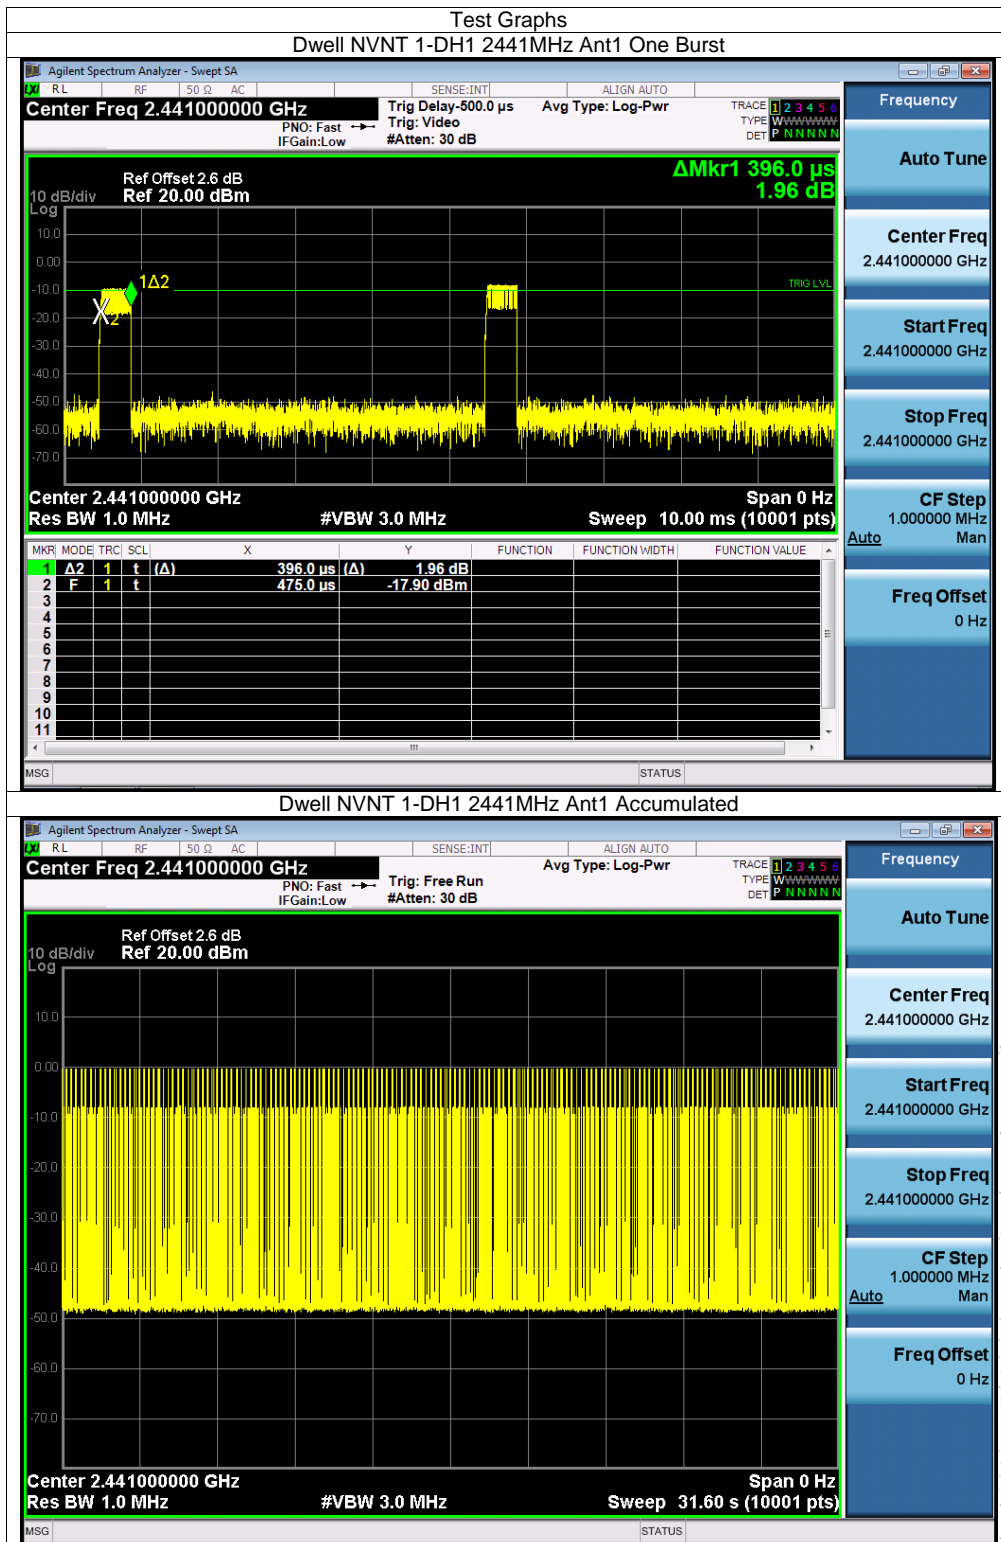 Test Graphs
Dwell NVNT 1-DH1 2441MHz Ant1 One Burst
Agilent Spectrum Analyzer - Swept SA
LXI RL RF 50 Ω AC SENSE:INT ALIGN AUTO
Center Freq 2.441000000 GHz
PNO: Fast
IFGain:Low
Trig Delay-500.0 µs
Trig: Video
#Atten: 30 dB
Avg Type: Log-Pwr
TRACE 1 2 3 4 5 6
TYPE WWWWWW
DET P N N N N N
Frequency
Auto Tune
Center Freq
2.441000000 GHz
Start Freq
2.441000000 GHz
Stop Freq
2.441000000 GHz
CF Step
1.000000 MHz
Auto Man
Freq Offset
0 Hz
ΔMkr1 396.0 µs
1.96 dB
Ref Offset 2.6 dB
10 dB/div Ref 20.00 dBm
Log
10.0
0.00
-10.0
-20.0
-30.0
-40.0
-50.0
-60.0
-70.0
1Δ2
X2
TRIG LVL
Center 2.441000000 GHz Span 0 Hz
Res BW 1.0 MHz #VBW 3.0 MHz Sweep 10.00 ms (10001 pts)
MKR MODE TRC SCL X Y FUNCTION FUNCTION WIDTH FUNCTION VALUE
1 Δ2 1 t (Δ) 396.0 µs (Δ) 1.96 dB
2 F 1 t 475.0 µs -17.90 dBm
3
4
5
6
7
8
9
10
11
MSG STATUS
Dwell NVNT 1-DH1 2441MHz Ant1 Accumulated
Agilent Spectrum Analyzer - Swept SA
LXI RL RF 50 Ω AC SENSE:INT ALIGN AUTO
Center Freq 2.441000000 GHz
PNO: Fast
IFGain:Low
Trig: Free Run
#Atten: 30 dB
Avg Type: Log-Pwr
TRACE 1 2 3 4 5 6
TYPE WWWWWW
DET P N N N N N
Frequency
Auto Tune
Center Freq
2.441000000 GHz
Start Freq
2.441000000 GHz
Stop Freq
2.441000000 GHz
CF Step
1.000000 MHz
Auto Man
Freq Offset
0 Hz
Ref Offset 2.6 dB
10 dB/div Ref 20.00 dBm
Log
10.0
0.00
-10.0
-20.0
-30.0
-40.0
-50.0
-60.0
-70.0
Center 2.441000000 GHz Span 0 Hz
Res BW 1.0 MHz #VBW 3.0 MHz Sweep 31.60 s (10001 pts)
MSG STATUS